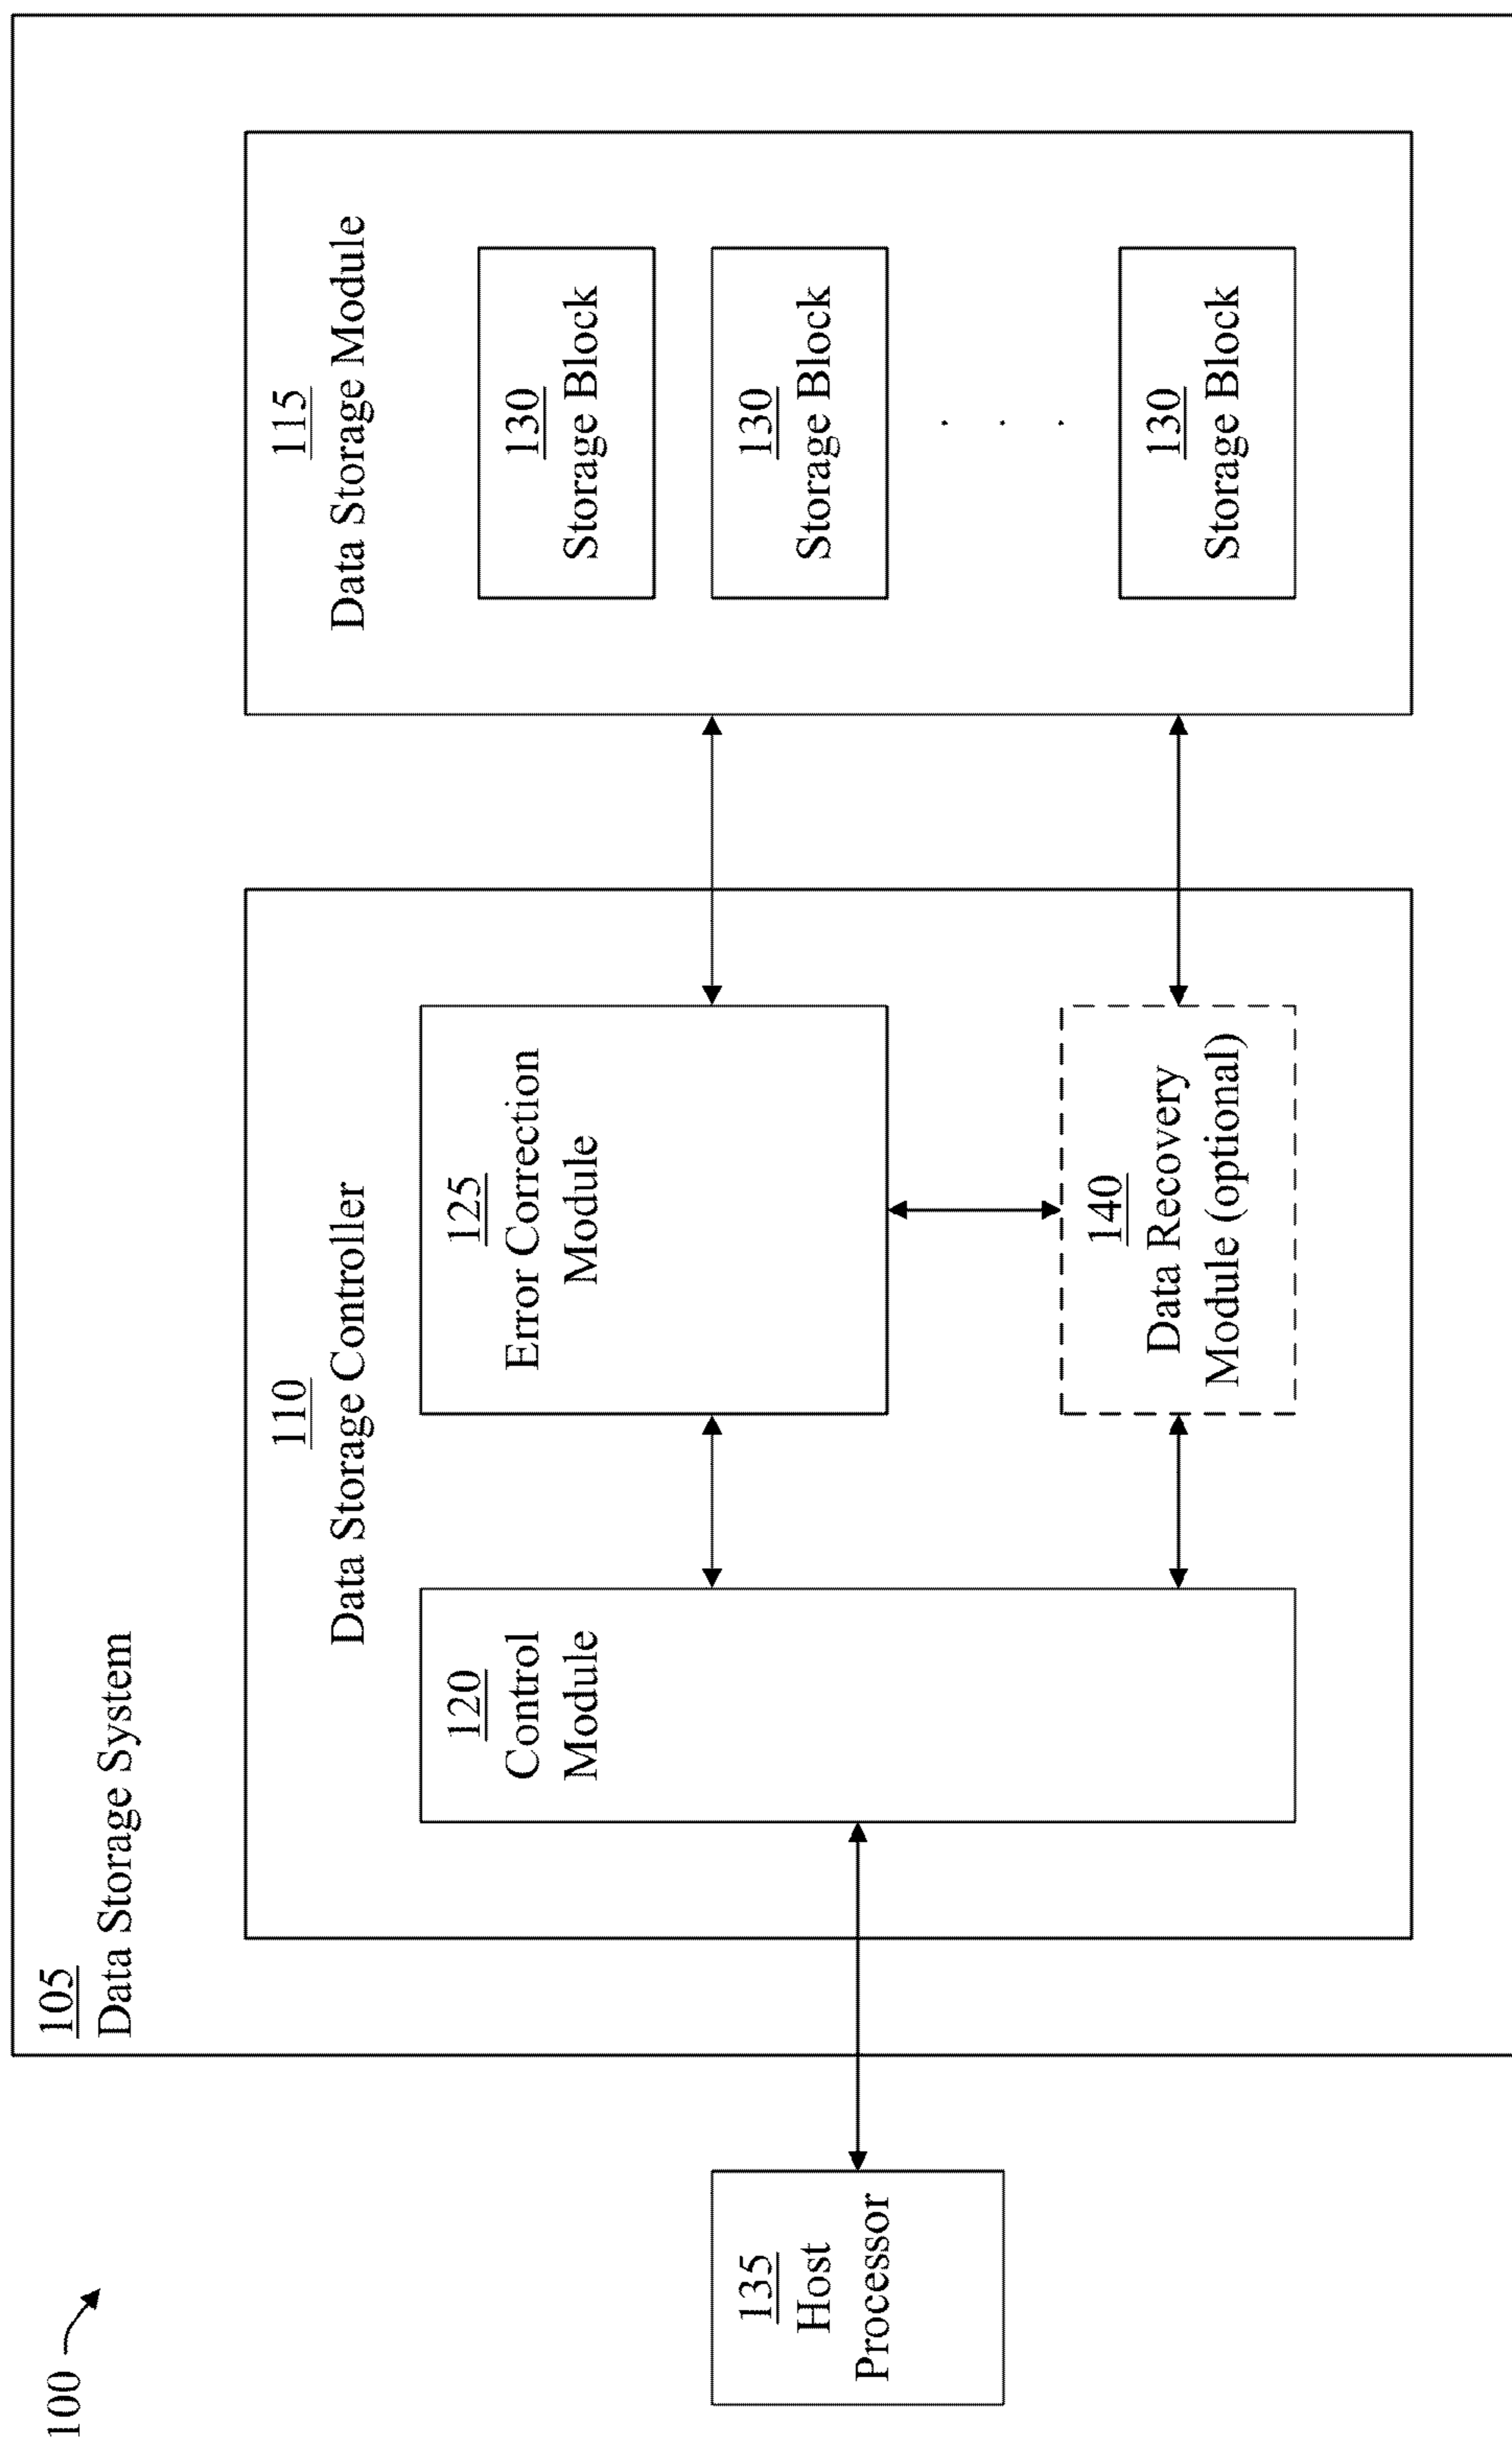 100
105
Data Storage System
135
Host
Processor
110
Data Storage Controller
120
Control
Module
125
Error Correction
Module
140
Data Recovery
Module (optional)
115
Data Storage Module
130
Storage Block
130
Storage Block
130
Storage Block